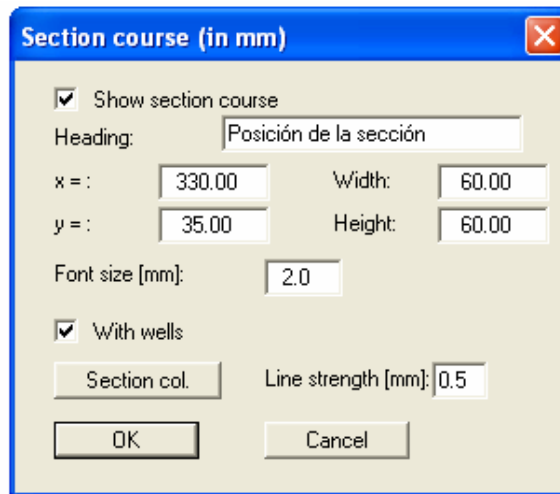 Section course (in mm)
Show section course
Heading: Posición de la sección
x = : 330.00 Width: 60.00
y = : 35.00 Height: 60.00
Font size [mm]: 2.0
With wells
Section col. Line strength [mm]: 0.5
OK Cancel